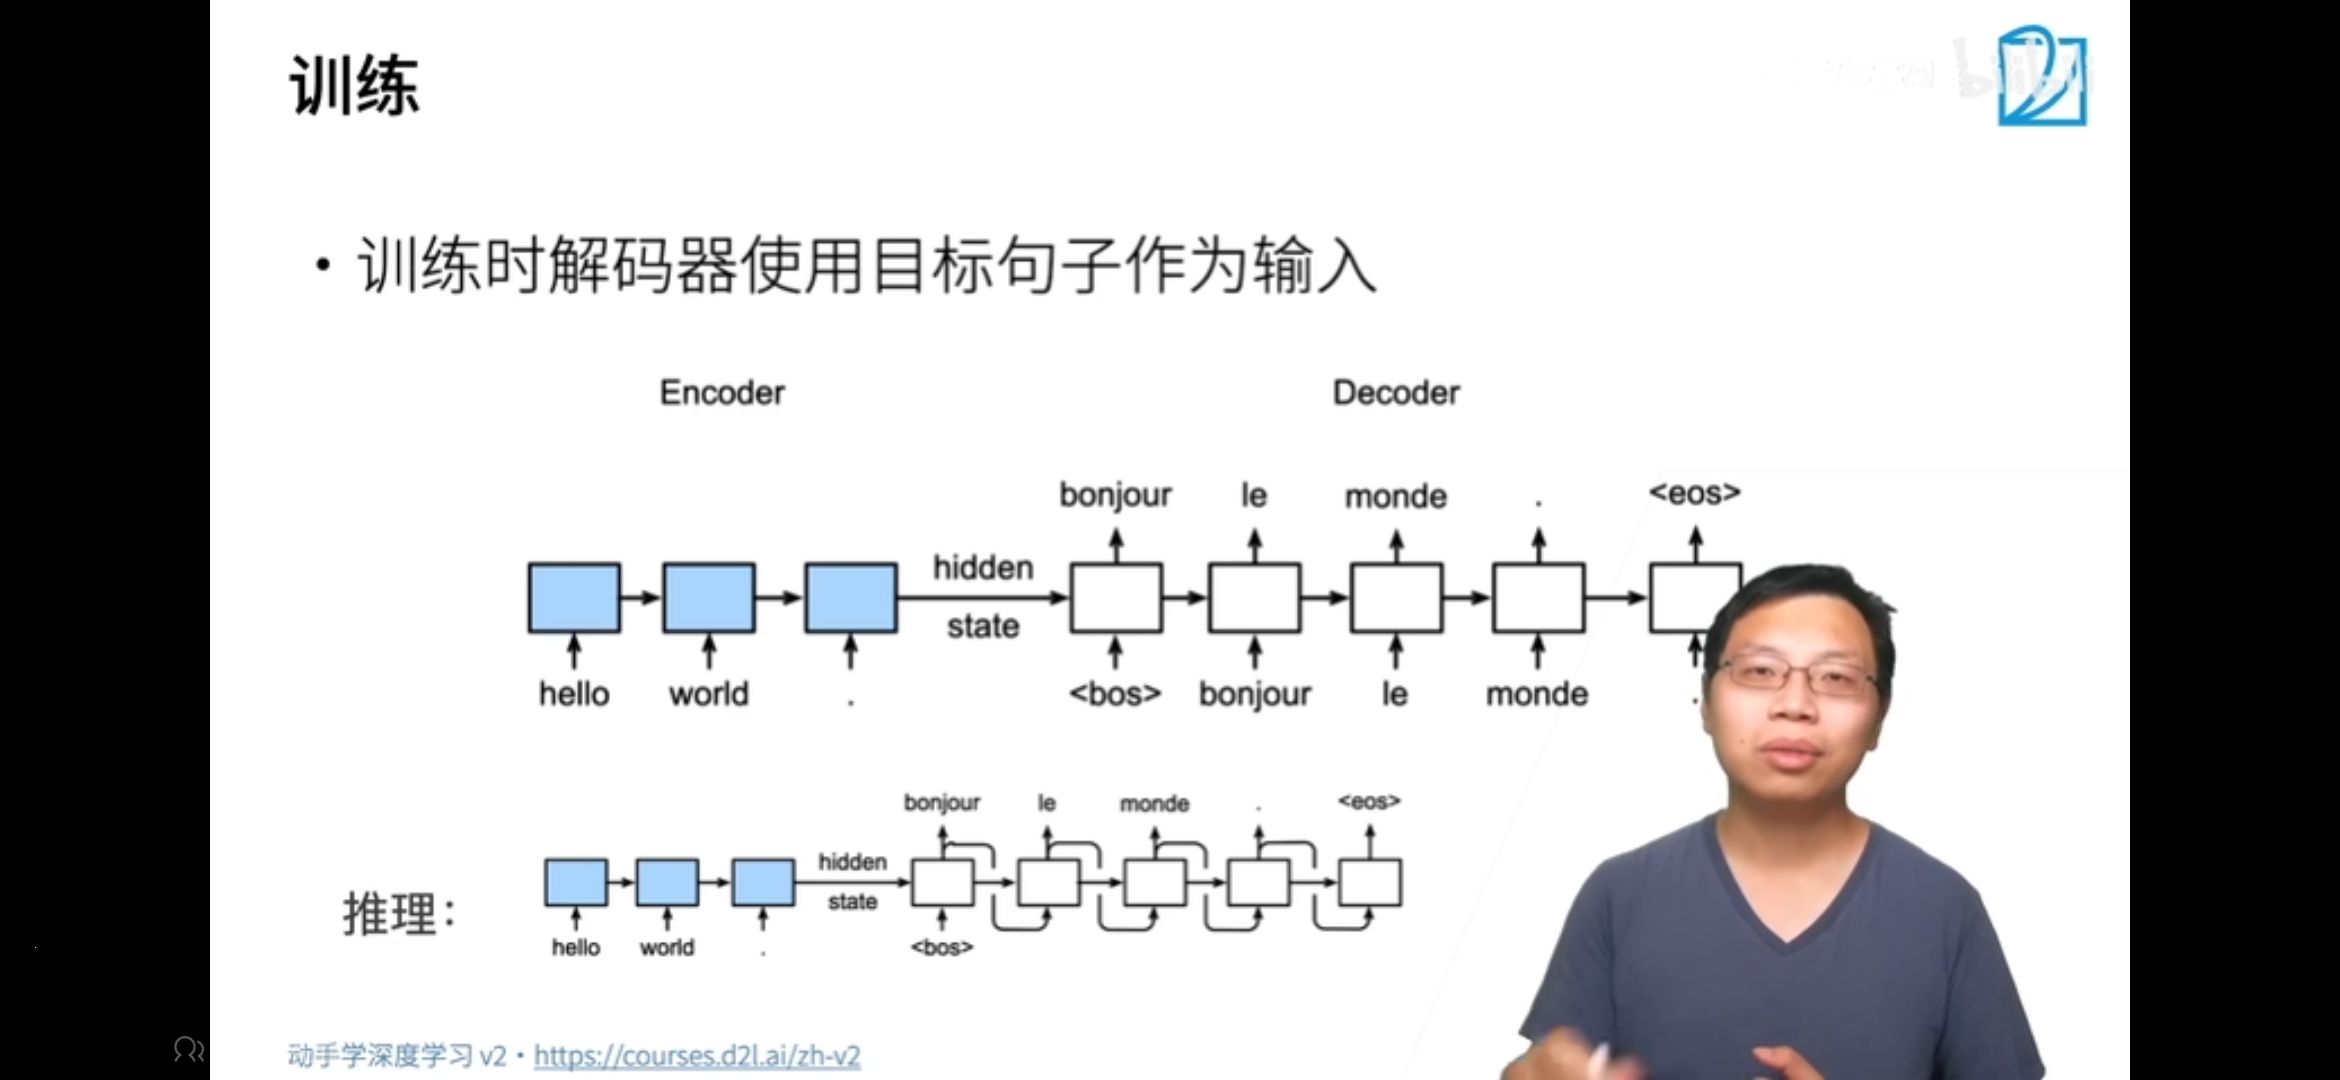 训练
bilibili
• 训练时解码器使用目标句子作为输入
Encoder Decoder
bonjour le monde . <eos>
hidden
state
hello world . <bos> bonjour le monde .
bonjour le monde . <eos>
hidden
推理：
state
hello world . <bos>
动手学深度学习 v2 • https://courses.d2l.ai/zh-v2